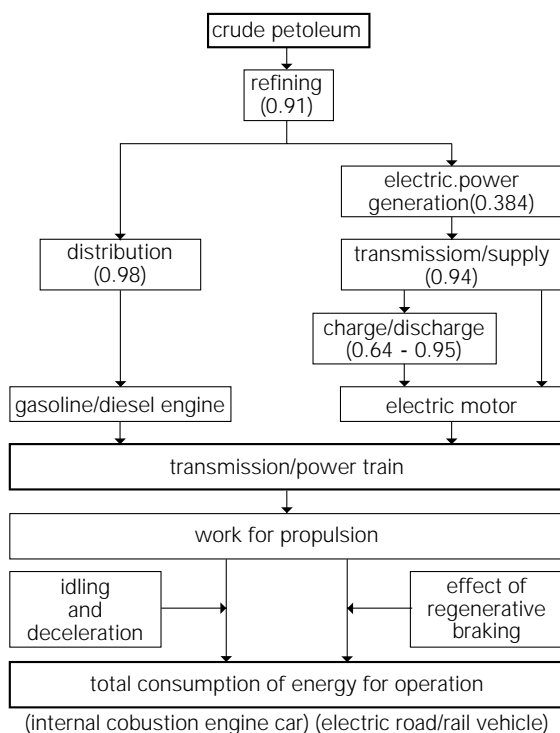 crude petoleum
refining
(0.91)
electric.power
generation(0.384)
distribution
(0.98)
transmissiom/supply
(0.94)
charge/discharge
(0.64 - 0.95)
gasoline/diesel engine
electric motor
transmission/power train
work for propulsion
idling
and
deceleration
effect of
regenerative
braking
total consumption of energy for operation
(internal cobustion engine car) (electric road/rail vehicle)